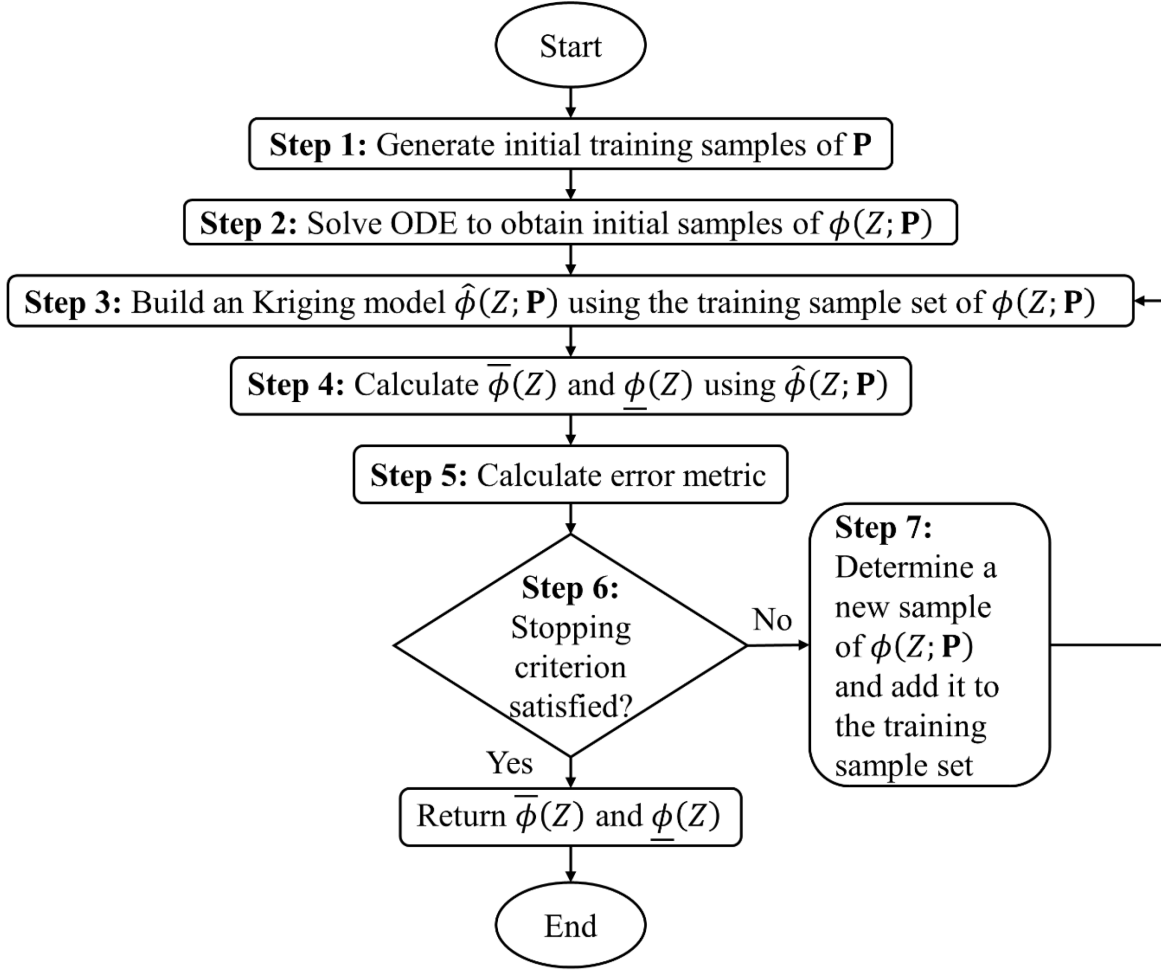 Start
Step 1: Generate initial training samples of P
Step 2: Solve ODE to obtain initial samples of ϕ(Z; P)
Step 3: Build an Kriging model ϕ̂(Z; P) using the training sample set of ϕ(Z; P)
Step 4: Calculate ϕ̅(Z) and ϕ̲(Z) using ϕ̂(Z; P)
Step 5: Calculate error metric
Step 6:
Stopping
criterion
satisfied?
No
Step 7:
Determine a
new sample
of ϕ(Z; P)
and add it to
the training
sample set
Yes
Return ϕ̅(Z) and ϕ̲(Z)
End